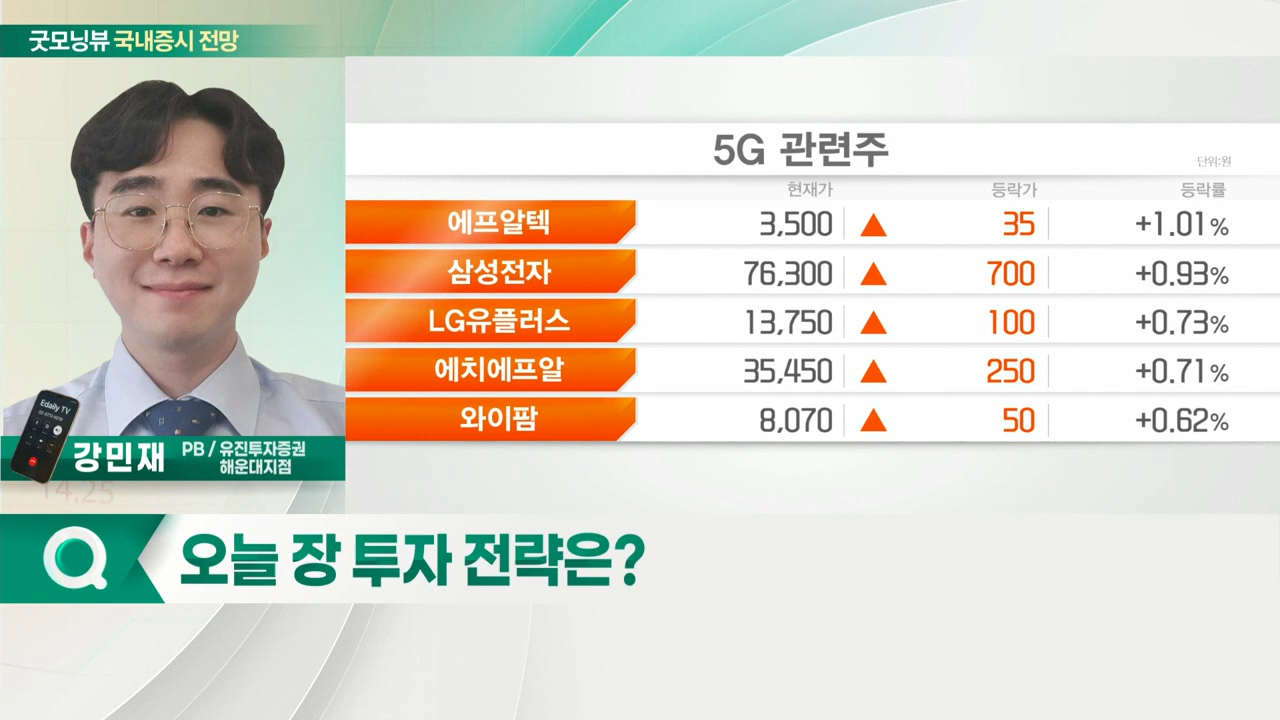 굿모닝뷰 국내증시 전망
5G 관련주
단위:원
현재가 등락가 등락률
에프알텍 3,500 ▲ 35 +1.01%
삼성전자 76,300 ▲ 700 +0.93%
LG유플러스 13,750 ▲ 100 +0.73%
에치에프알 35,450 ▲ 250 +0.71%
와이팜 8,070 ▲ 50 +0.62%
Edaily TV
강민재 PB / 유진투자증권
해운대지점
14.25
Q 오늘 장 투자 전략은?